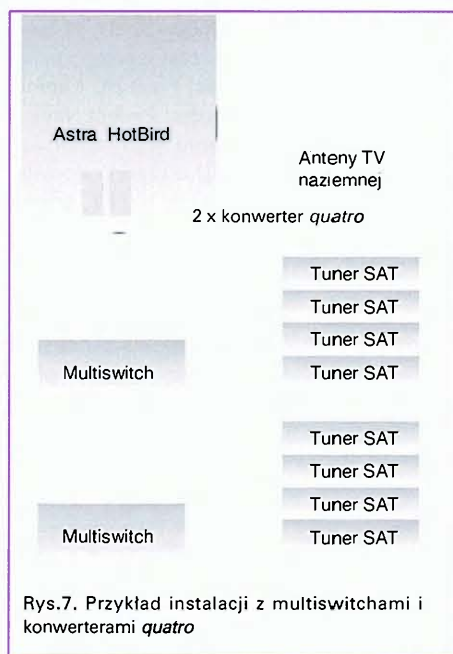 Astra HotBird
Anteny TV
naziemnej
2 x konwerter quatro
Tuner SAT
Tuner SAT
Tuner SAT
Tuner SAT
Multiswitch
Tuner SAT
Tuner SAT
Tuner SAT
Tuner SAT
Multiswitch
Rys.7. Przykład instalacji z multiswitchami i
konwerterami quatro